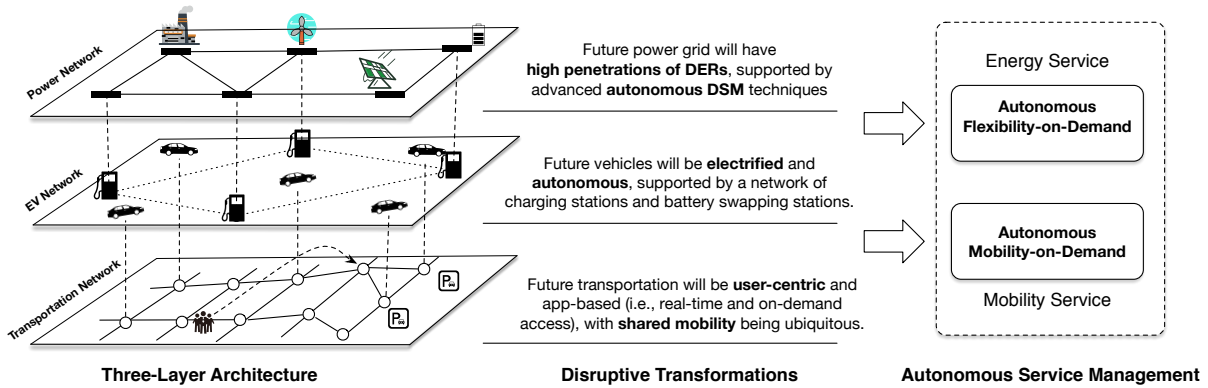 Power Network
Future power grid will have
high penetrations of DERs, supported by
advanced autonomous DSM techniques
EV Network
Future vehicles will be electrified and
autonomous, supported by a network of
charging stations and battery swapping stations.
Transportation Network
Future transportation will be user-centric and
app-based (i.e., real-time and on-demand
access), with shared mobility being ubiquitous.
P
P
Energy Service
Autonomous
Flexibility-on-Demand
Autonomous
Mobility-on-Demand
Mobility Service
Three-Layer Architecture
Disruptive Transformations
Autonomous Service Management